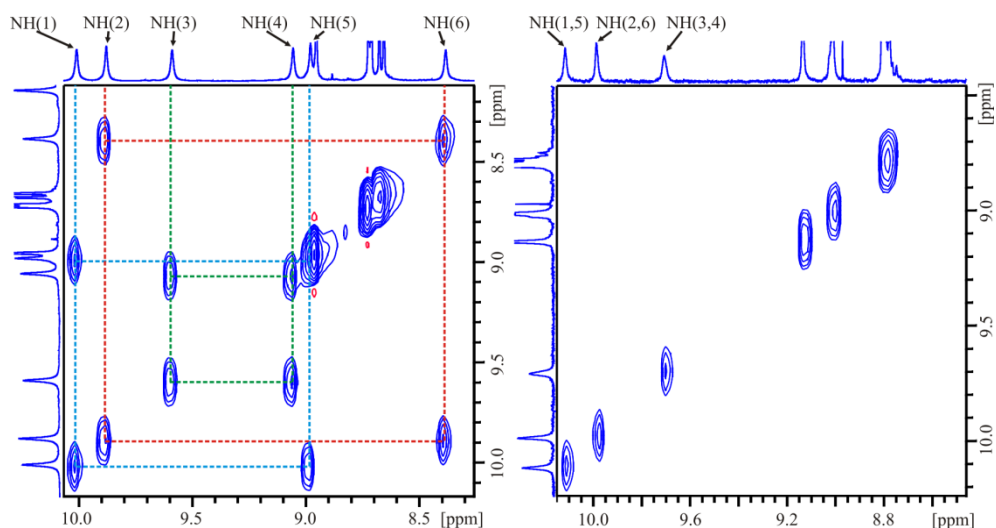 NH(1)
NH(2)
NH(3)
NH(4)
NH(5)
NH(6)
[ppm]
8.5
9.0
9.5
10.0
10.0
9.5
9.0
8.5
[ppm]
NH(1,5)
NH(2,6)
NH(3,4)
[ppm]
9.0
9.5
10.0
10.0
9.6
9.2
8.8
[ppm]